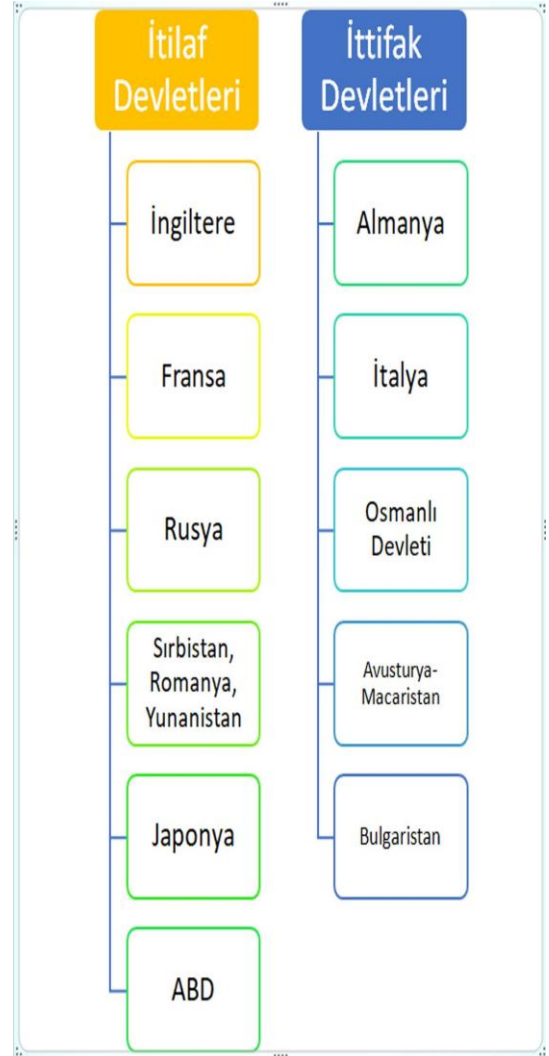 İtilaf
Devletleri
İngiltere
Fransa
Rusya
Sırbistan,
Romanya,
Yunanistan
Japonya
ABD
İttifak
Devletleri
Almanya
İtalya
Osmanlı
Devleti
Avusturya-
Macaristan
Bulgaristan